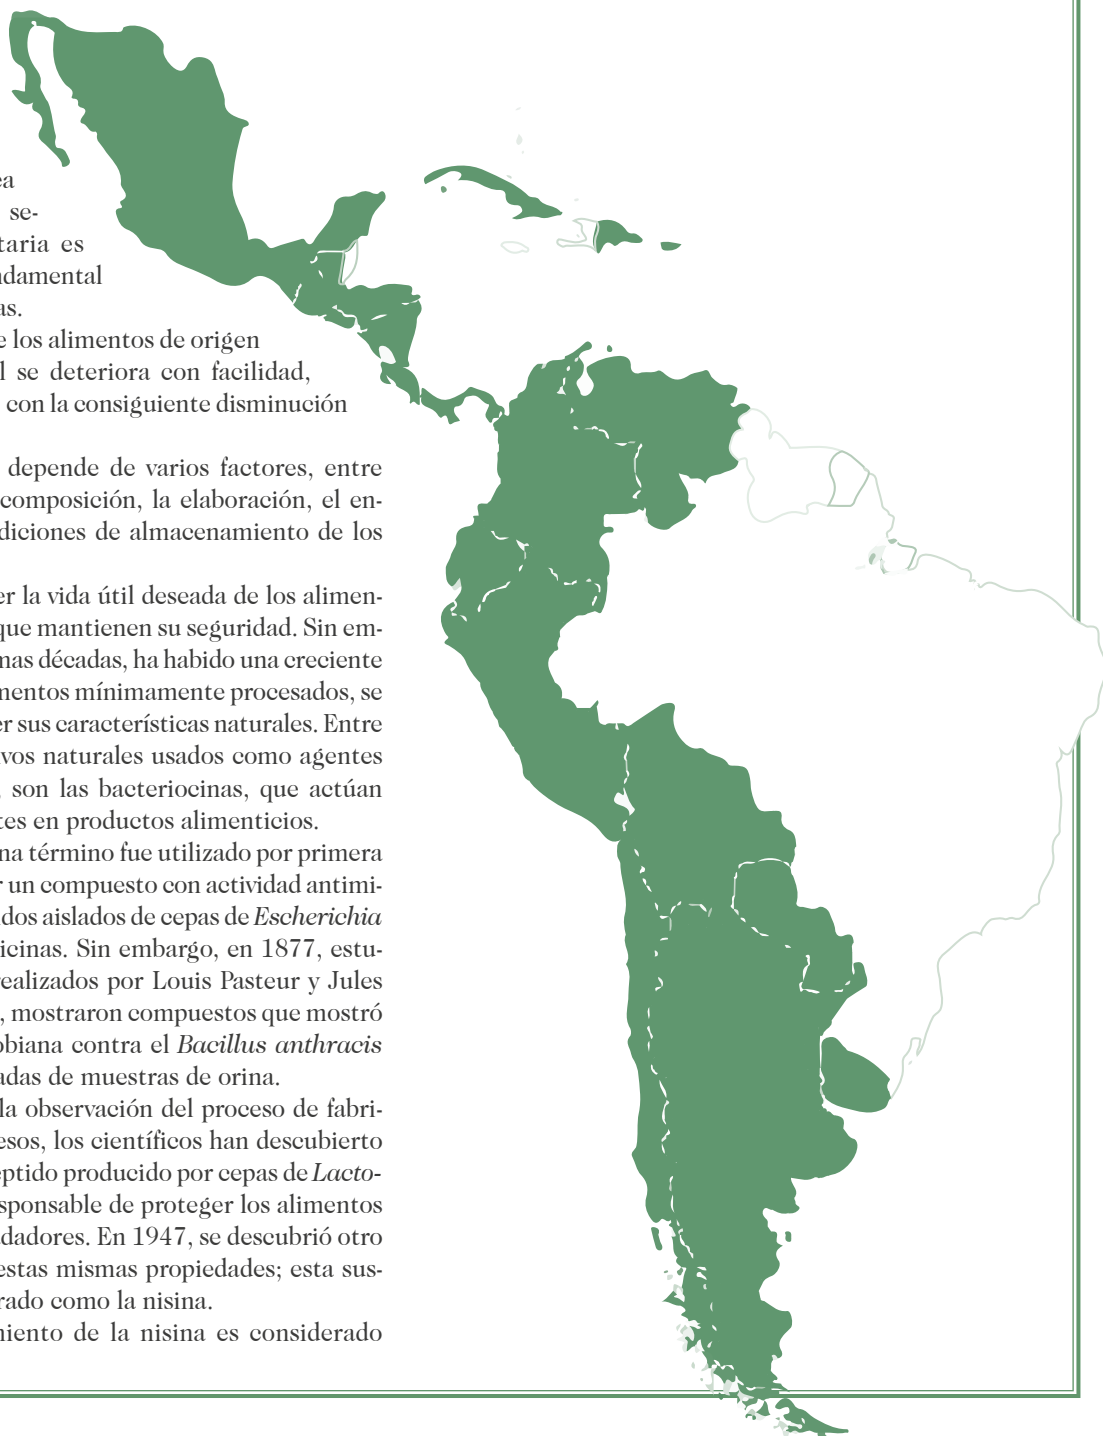 ea
se-
taria es
ndamental
as.
e los alimentos de origen
l se deteriora con facilidad,
con la consiguiente disminución
depende de varios factores, entre
composición, la elaboración, el en-
diciones de almacenamiento de los
er la vida útil deseada de los alimen-
que mantienen su seguridad. Sin em-
mas décadas, ha habido una creciente
mentos mínimamente procesados, se
er sus características naturales. Entre
vos naturales usados como agentes
, son las bacteriocinas, que actúan
tes en productos alimenticios.
na término fue utilizado por primera
r un compuesto con actividad antimi-
dos aislados de cepas de Escherichia
icinas. Sin embargo, en 1877, estu-
realizados por Louis Pasteur y Jules
, mostraron compuestos que mostró
obiana contra el Bacillus anthracis
adas de muestras de orina.
la observación del proceso de fabri-
esos, los científicos han descubierto
eptido producido por cepas de Lacto-
sponsable de proteger los alimentos
dadores. En 1947, se descubrió otro
estas mismas propiedades; esta sus-
rado como la nisina.
miento de la nisina es considerado